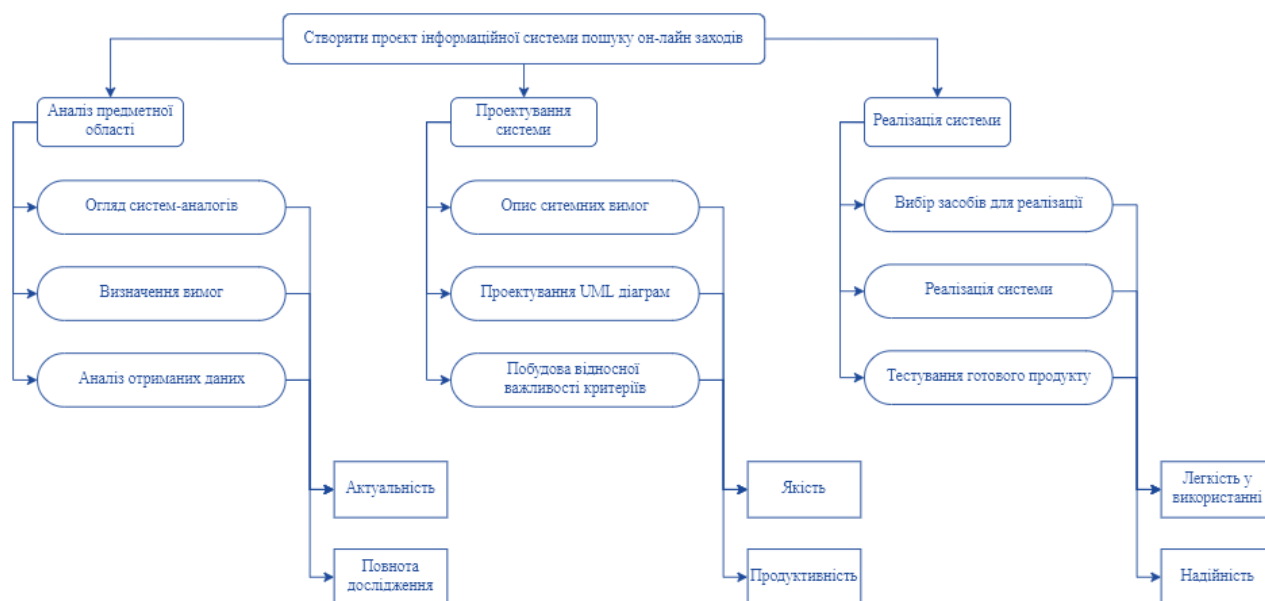 Створити проєкт інформаційної системи пошуку он-лайн заходів
Аналіз предметної
області
Проектування
системи
Реалізація системи
Огляд систем-аналогів
Опис ситемних вимог
Вибір засобів для реалізації
Визначення вимог
Проектування UML діаграм
Реалізація системи
Аналіз отриманих даних
Побудова відносної
важливості критеріїв
Тестування готового продукту
Актуальність
Якість
Легкість у
використанні
Повнота
дослідження
Продуктивність
Надійність